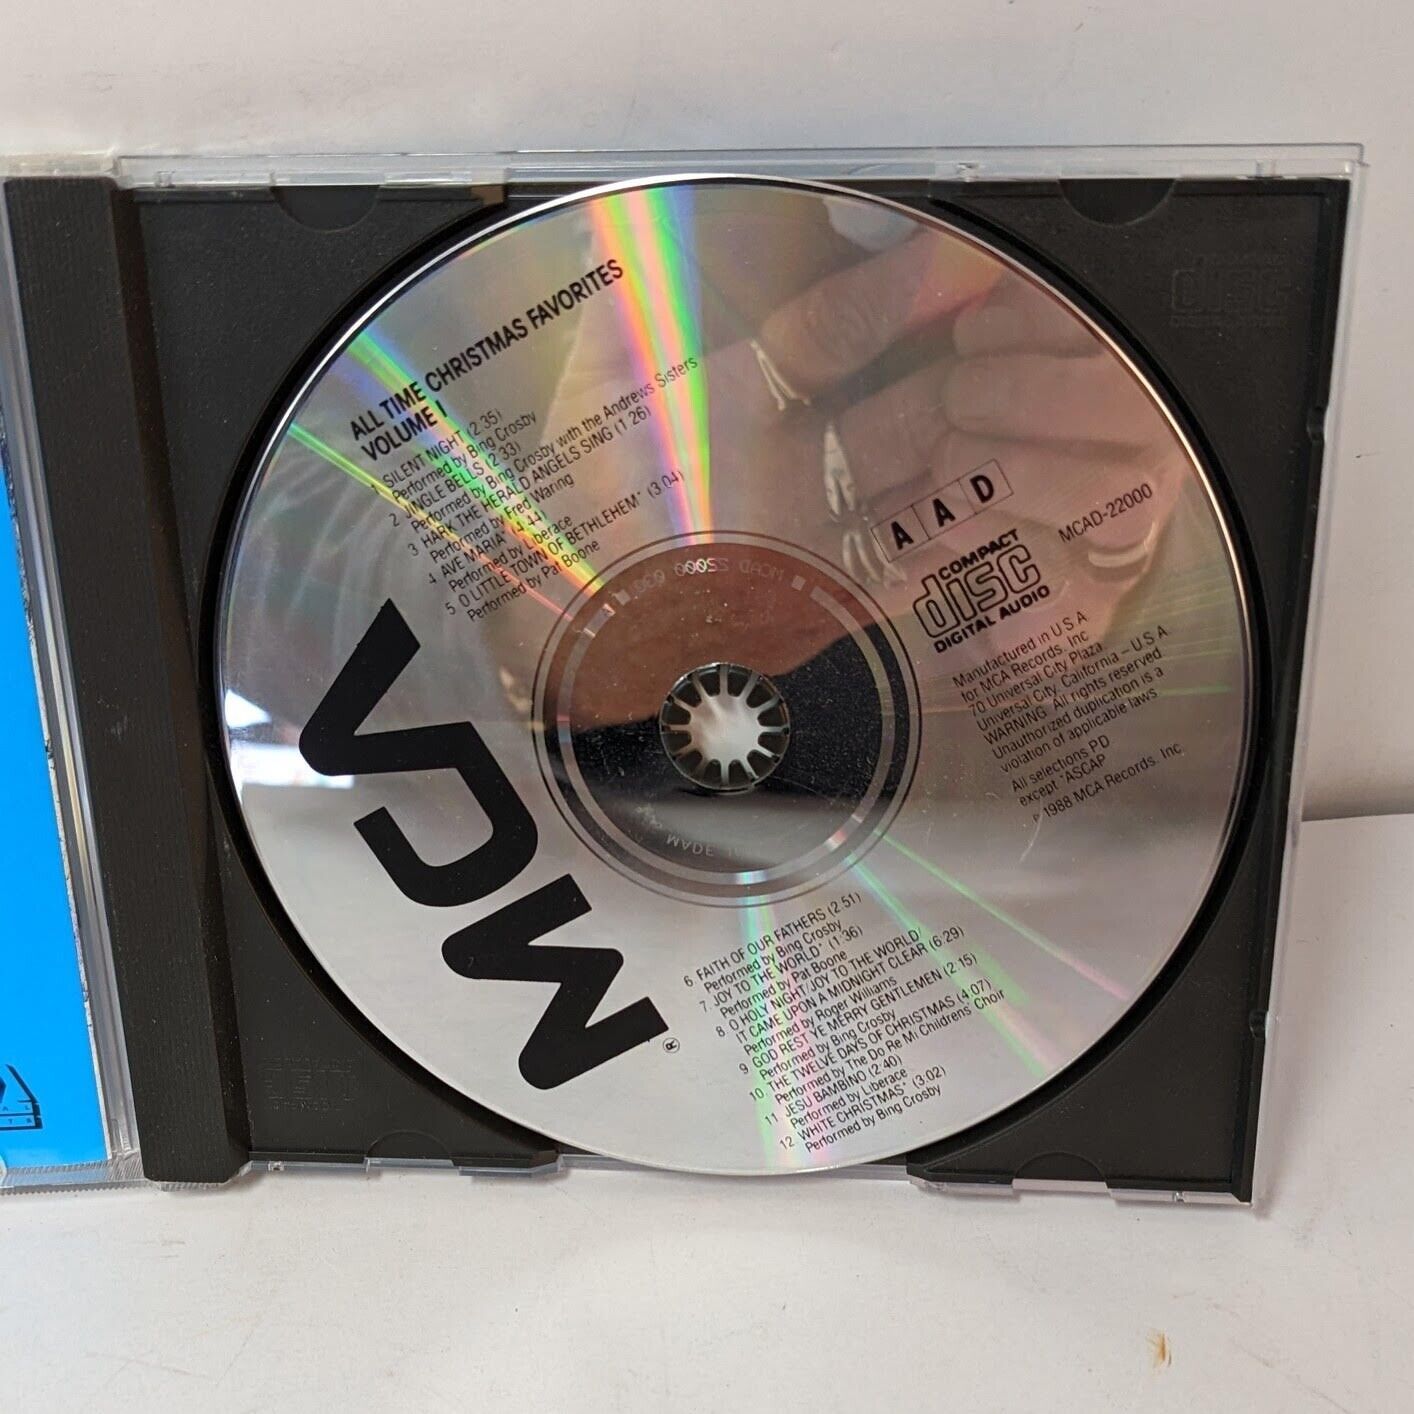 ALL TIME CHRISTMAS FAVORITES
VOLUME I
1 SILENT NIGHT (2:35)
Performed by Bing Crosby
2 JINGLE BELLS (2:33)
Performed by Bing Crosby with the Andrews Sisters
3 HARK THE HERALD ANGELS SING (1:26)
Performed by Fred Waring
4 AVE MARIA*
Performed by Liberace
5 O LITTLE TOWN OF BETHLEHEM* (3:04)
Performed by Pat Boone
MCA®
AAD
COMPACT
disc
DIGITAL AUDIO
MCAD-22000
Manufactured in U.S.A.
for MCA Records, Inc.
70 Universal City Plaza
Universal City, California – U.S.A.
WARNING: All rights reserved
Unauthorized duplication is a
violation of applicable laws
All selections PD
except *ASCAP
℗ 1988 MCA Records, Inc.
MCAD 22000
MADE
6 FAITH OF OUR FATHERS (2:51)
Performed by Bing Crosby
7 JOY TO THE WORLD* (1:36)
Performed by Pat Boone
8 O HOLY NIGHT/JOY TO THE WORLD/
IT CAME UPON A MIDNIGHT CLEAR (6:29)
Performed by Roger Williams
9 GOD REST YE MERRY GENTLEMEN (2:15)
Performed by Bing Crosby
10 THE TWELVE DAYS OF CHRISTMAS (4:07)
Performed by The Do Re Mi Childrens Choir
11 JESU BAMBINO (2:40)
Performed by Liberace
12 WHITE CHRISTMAS* (3:02)
Performed by Bing Crosby